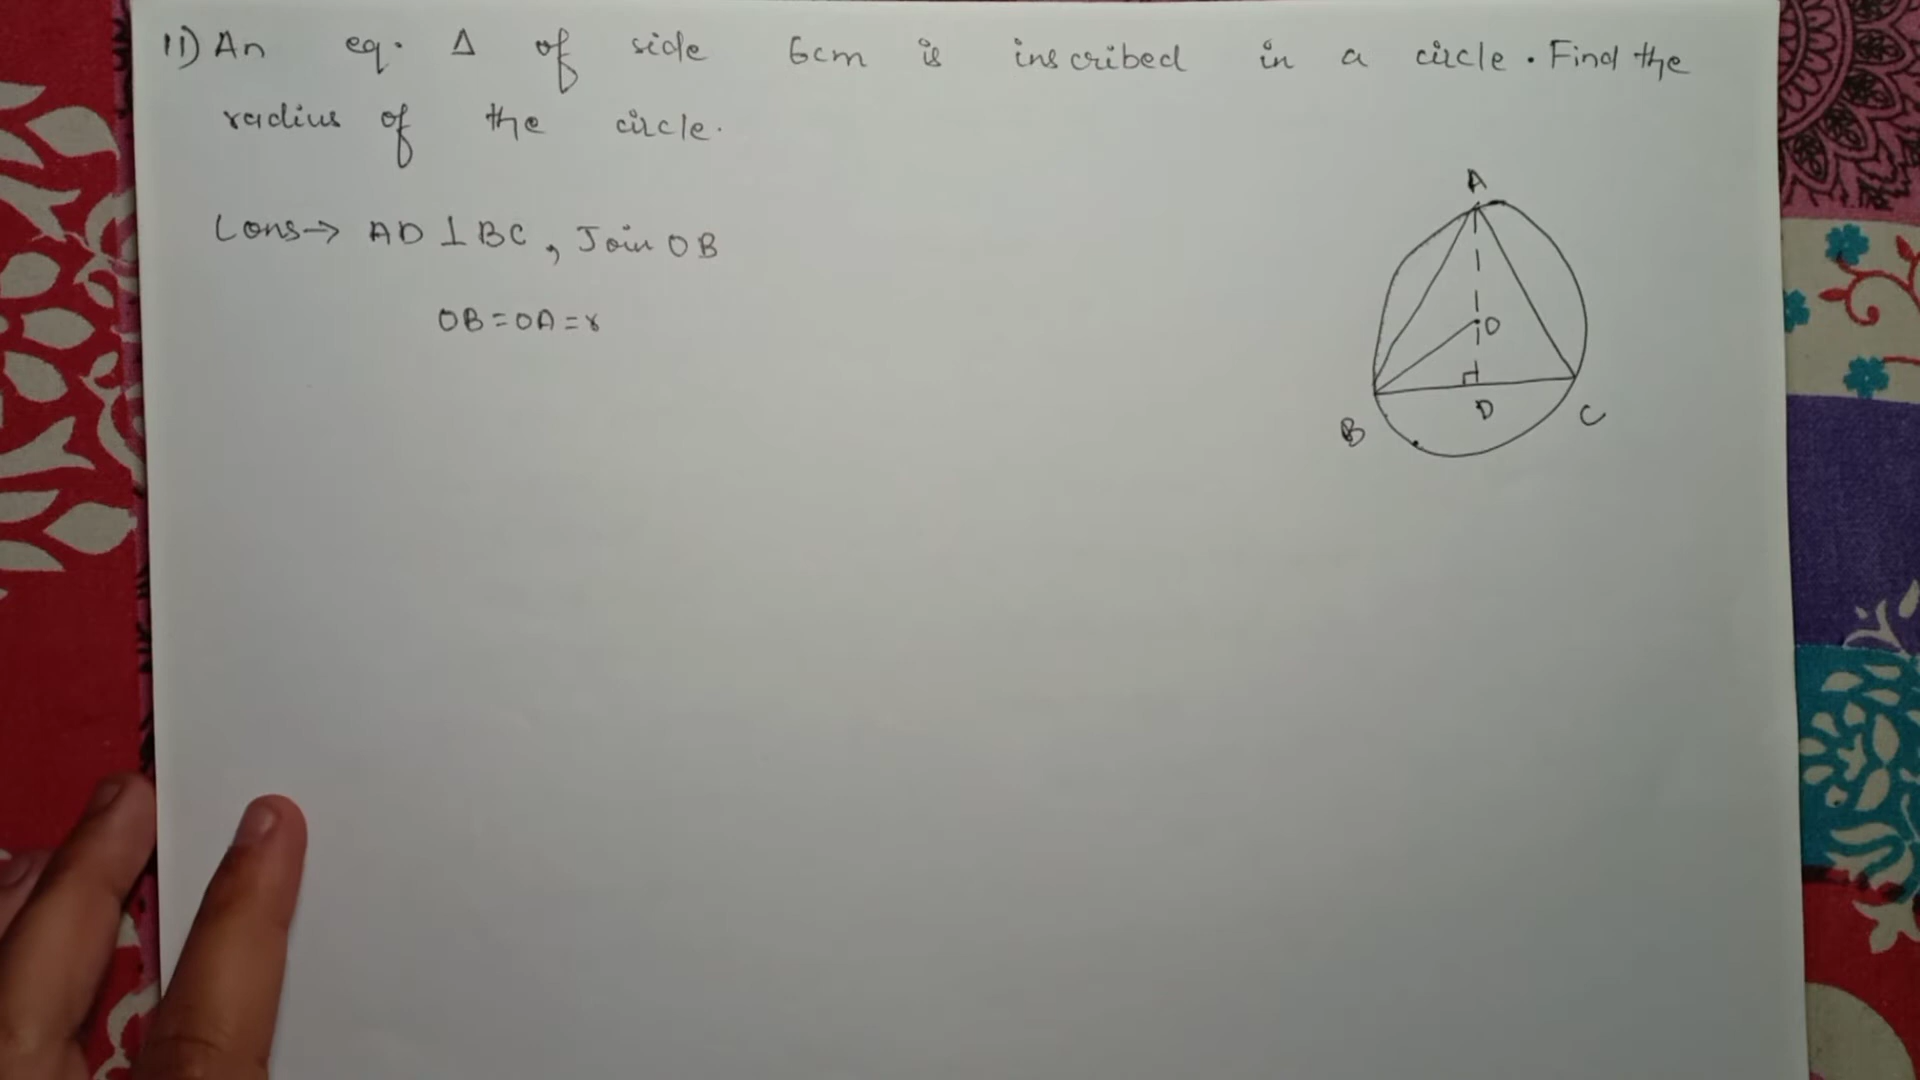 11) An eq. Δ of side 6cm is inscribed in a circle. Find the
radius of the circle.
Cons→ AD ⊥ BC, Join OB
OB = OA = r
A
O
D
B
C